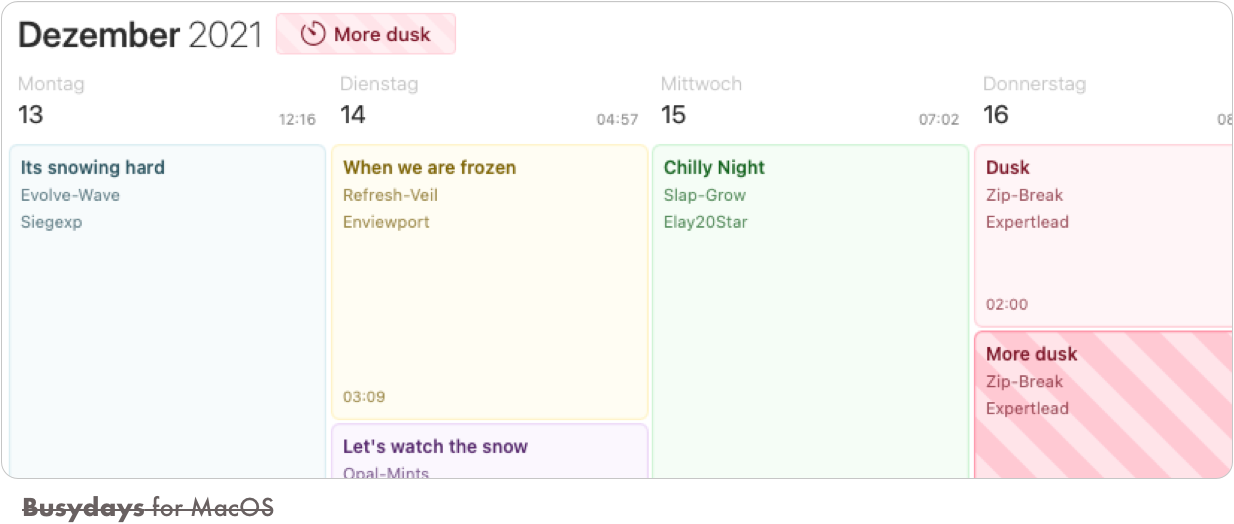 Dezember 2021 More dusk
Montag Dienstag Mittwoch Donnerstag
13 12:16 14 04:57 15 07:02 16 08
Its snowing hard
Evolve-Wave
Siegexp
When we are frozen
Refresh-Veil
Enviewport
03:09
Let's watch the snow
Opal-Mints
Chilly Night
Slap-Grow
Elay20Star
Dusk
Zip-Break
Expertlead
02:00
More dusk
Zip-Break
Expertlead
Busydays for MacOS